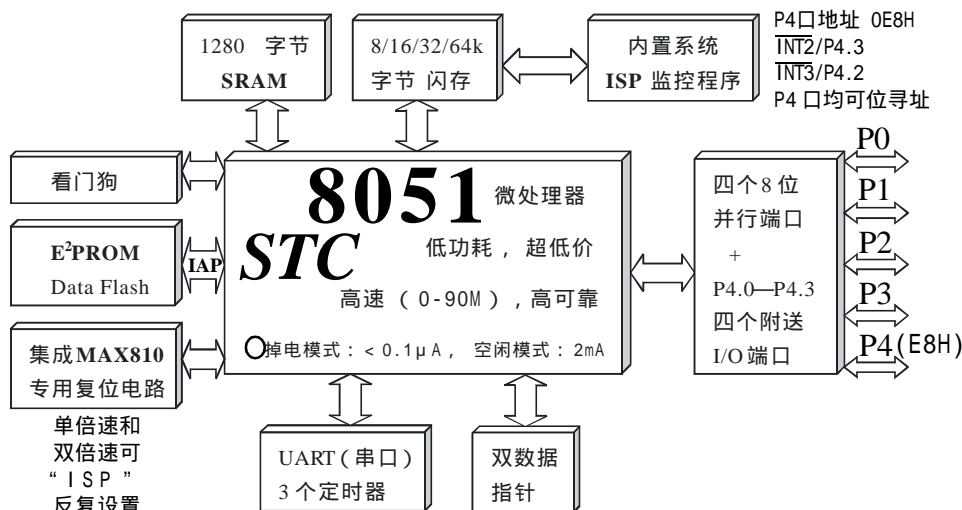 1280 字节
SRAM
8/16/32/64k
字节 闪存
内置系统
ISP 监控程序
P4口地址 0E8H
INT2/P4.3
INT3/P4.2
P4 口均可位寻址
看门狗
E²PROM
Data Flash
IAP
集成MAX810
专用复位电路
单倍速和
双倍速可
“ISP”
反复设置
8051 微处理器
STC 低功耗，超低价
高速（0-90M），高可靠
掉电模式：< 0.1μA， 空闲模式：2mA
四个8 位
并行端口
+
P4.0—P4.3
四个附送
I/O 端口
P0
P1
P2
P3
P4(E8H)
UART（串口）
3 个定时器
双数据
指针